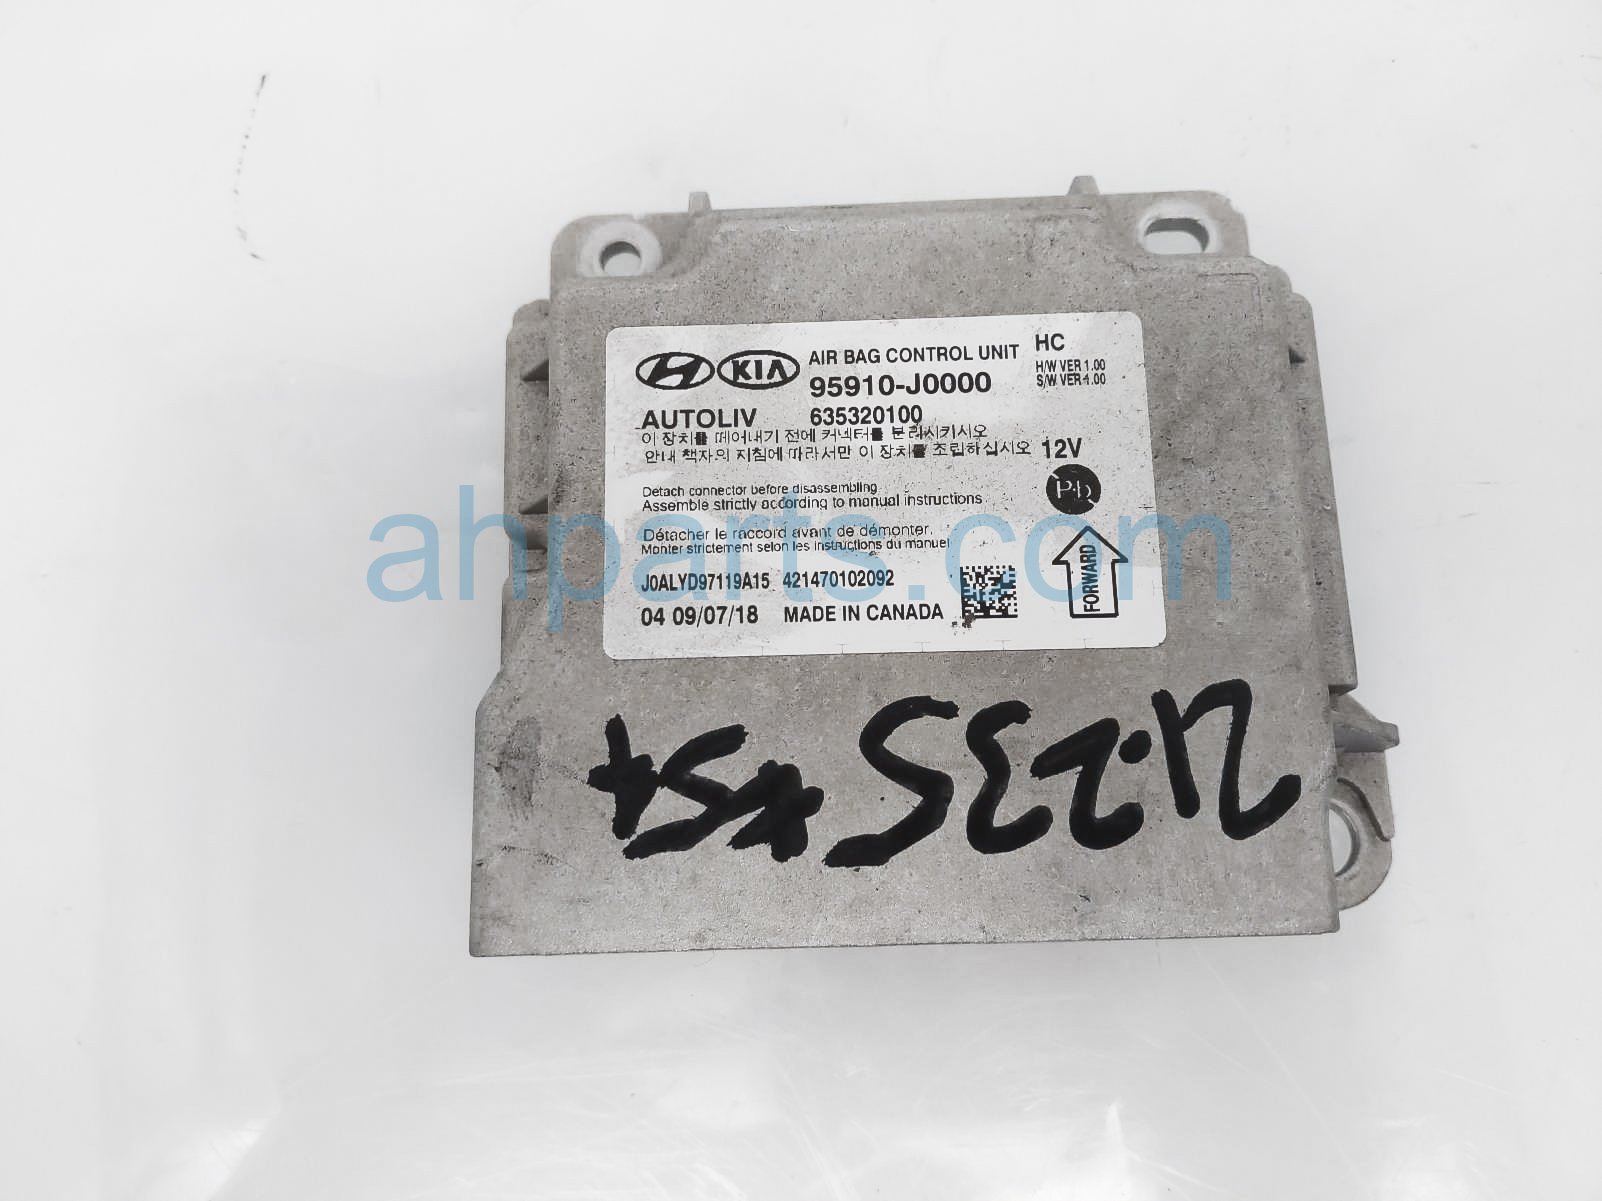 HYUNDAI KIA AIR BAG CONTROL UNIT HC
95910-J0000 H/W VER 1.00
S/W VER 1.00
AUTOLIV 635320100
이 장치를 떼어내기 전에 커넥터를 분리시키시오
안내 책자의 지침에 따라서만 이 장치를 조립하십시오 12V
Pb
Detach connector before disassembling
Assemble strictly according to manual instructions
Détacher le raccord avant de démonter.
Monter strictement selon les instructions du manuel
FORWARD
J0ALYD97119A15 421470102092
04 09/07/18 MADE IN CANADA
ahparts.com